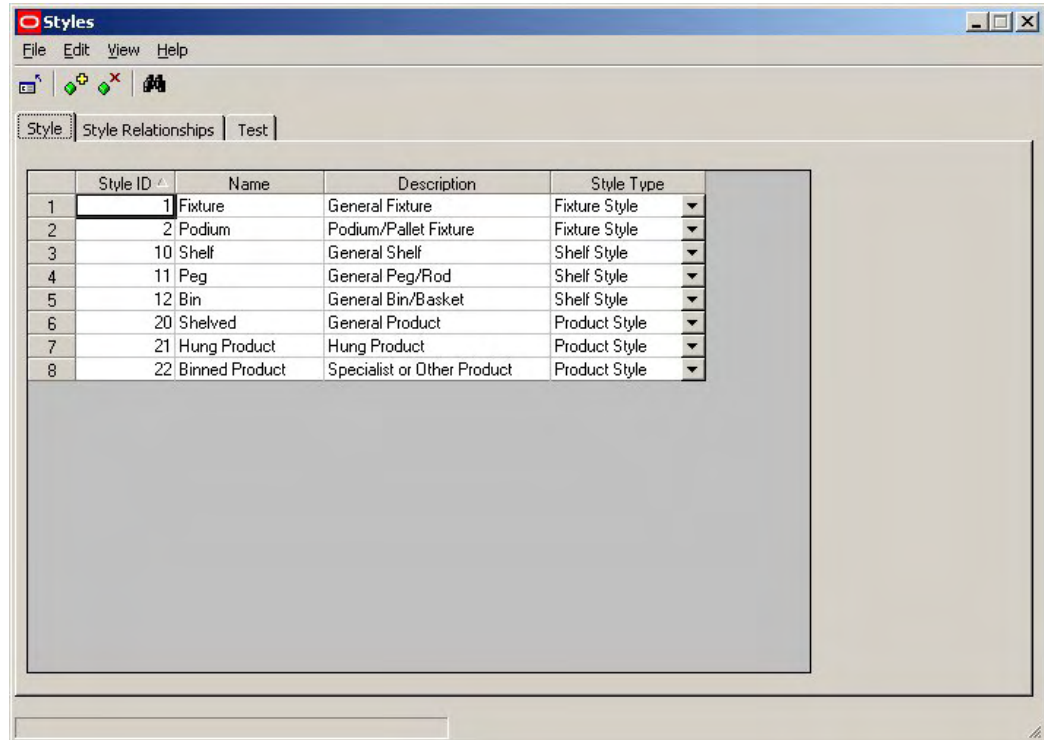 Styles
File Edit View Help
Style Style Relationships Test
Style ID Name Description Style Type
1 1 Fixture General Fixture Fixture Style
2 2 Podium Podium/Pallet Fixture Fixture Style
3 10 Shelf General Shelf Shelf Style
4 11 Peg General Peg/Rod Shelf Style
5 12 Bin General Bin/Basket Shelf Style
6 20 Shelved General Product Product Style
7 21 Hung Product Hung Product Product Style
8 22 Binned Product Specialist or Other Product Product Style